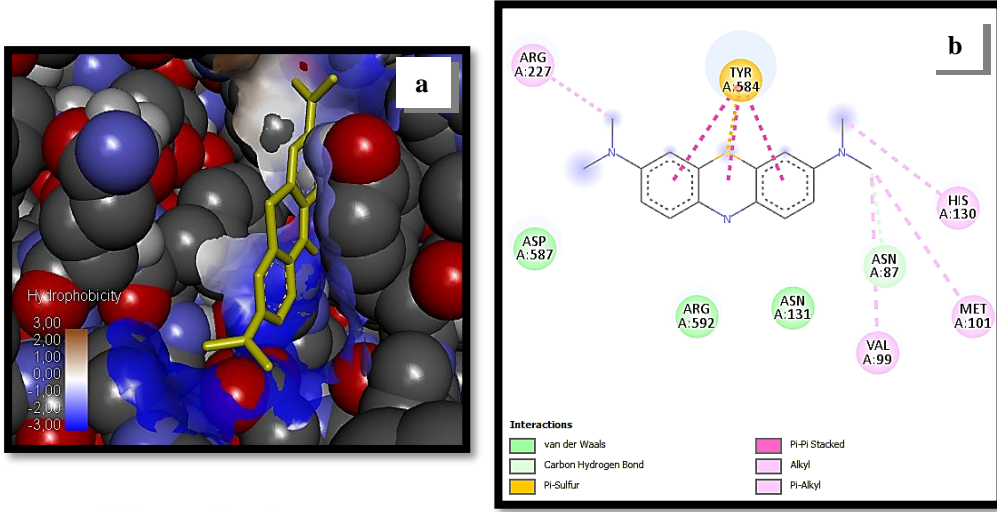 a
Hydrophobicity
3,00
2,00
1,00
0,00
-1,00
-2,00
-3,00
b
ARG
A:227
TYR
A:584
N
S
N
N
HIS
A:130
ASP
A:587
ASN
A:87
ARG
A:592
ASN
A:131
MET
A:101
VAL
A:99
Interactions
van der Waals
Carbon Hydrogen Bond
Pi-Sulfur
Pi-Pi Stacked
Alkyl
Pi-Alkyl